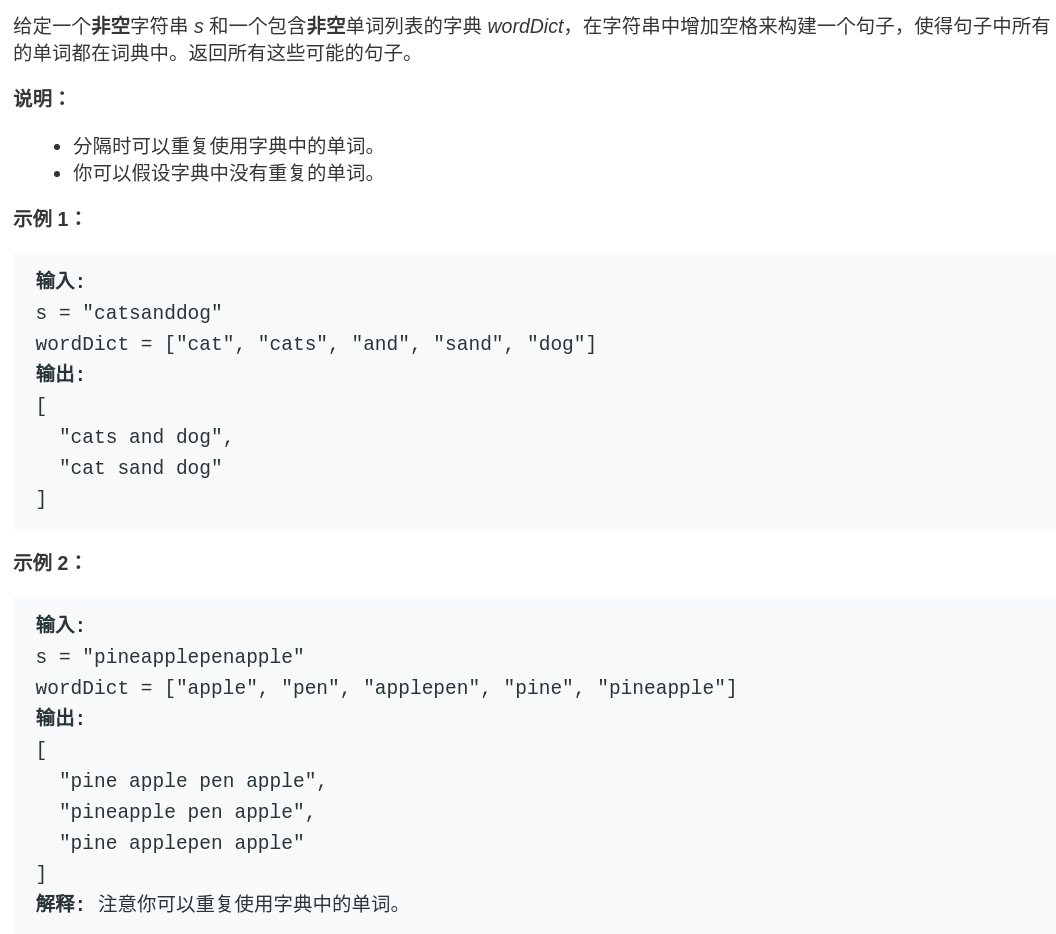 给定一个非空字符串 s 和一个包含非空单词列表的字典 wordDict，在字符串中增加空格来构建一个句子，使得句子中所有
的单词都在词典中。返回所有这些可能的句子。
说明：
• 分隔时可以重复使用字典中的单词。
• 你可以假设字典中没有重复的单词。
示例 1：
输入:
s = "catsanddog"
wordDict = ["cat", "cats", "and", "sand", "dog"]
输出:
[
  "cats and dog",
  "cat sand dog"
]
示例 2：
输入:
s = "pineapplepenapple"
wordDict = ["apple", "pen", "applepen", "pine", "pineapple"]
输出:
[
  "pine apple pen apple",
  "pineapple pen apple",
  "pine applepen apple"
]
解释: 注意你可以重复使用字典中的单词。